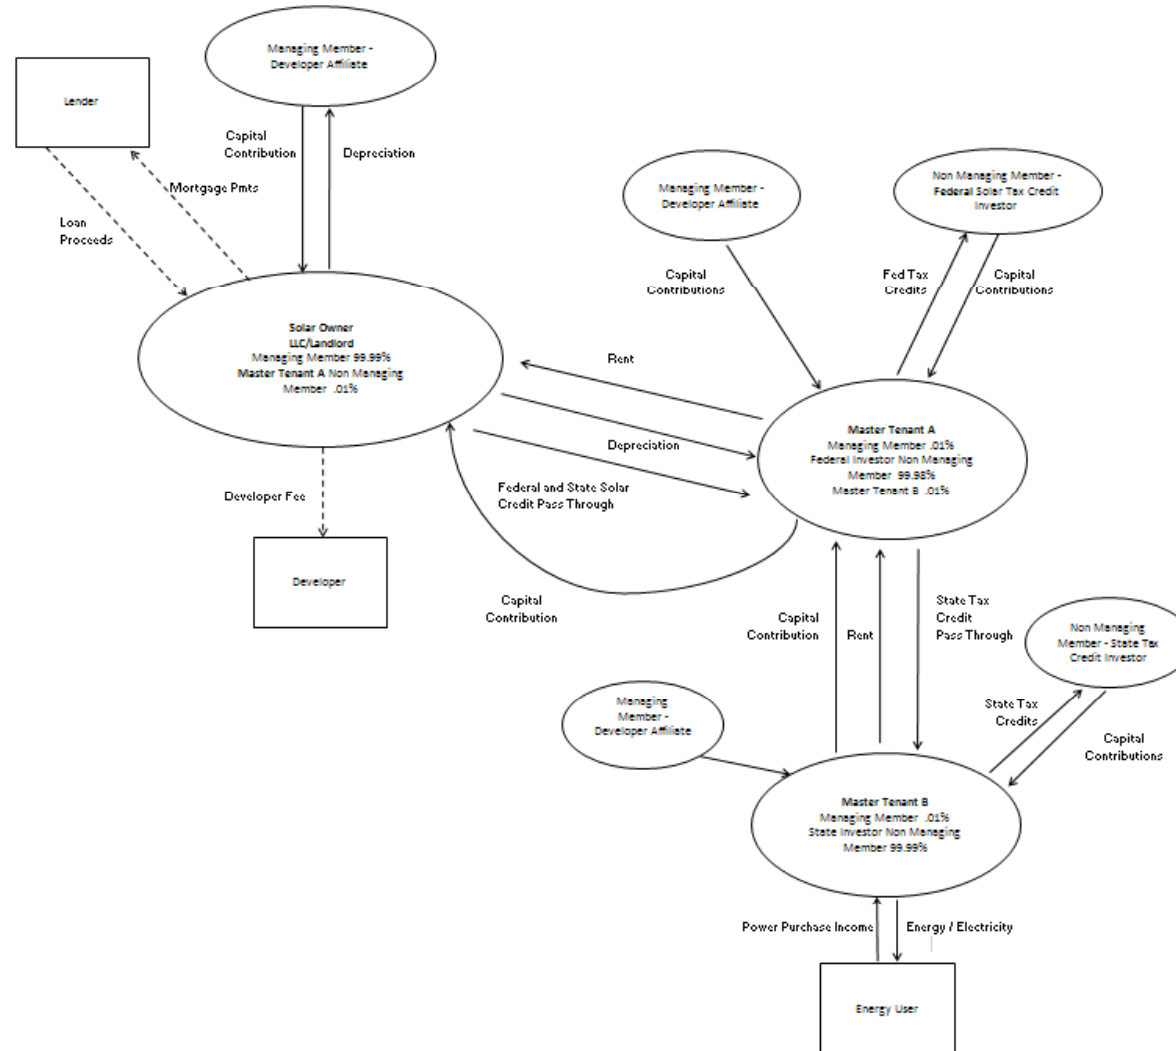 Managing Member -
Developer Affiliate
Lender
Capital
Contribution
Depreciation
Mortgage Pmts
Loan
Proceeds
Managing Member -
Developer Affiliate
Non Managing Member -
Federal Solar Tax Credit
Investor
Capital
Contributions
Fed Tax
Credits
Capital
Contributions
Solar Owner
LLC/Landlord
Managing Member 99.99%
Master Tenant A Non Managing
Member .01%
Rent
Depreciation
Federal and State Solar
Credit Pass Through
Master Tenant A
Managing Member .01%
Federal Investor Non Managing
Member 99.98%
Master Tenant B .01%
Developer Fee
Developer
Capital
Contribution
Capital
Contribution
Rent
State Tax
Credit
Pass Through
Non Managing
Member - State Tax
Credit Investor
Managing
Member -
Developer Affiliate
State Tax
Credits
Capital
Contributions
Master Tenant B
Managing Member .01%
State Investor Non Managing
Member 99.99%
Power Purchase Income
Energy / Electricity
Energy User